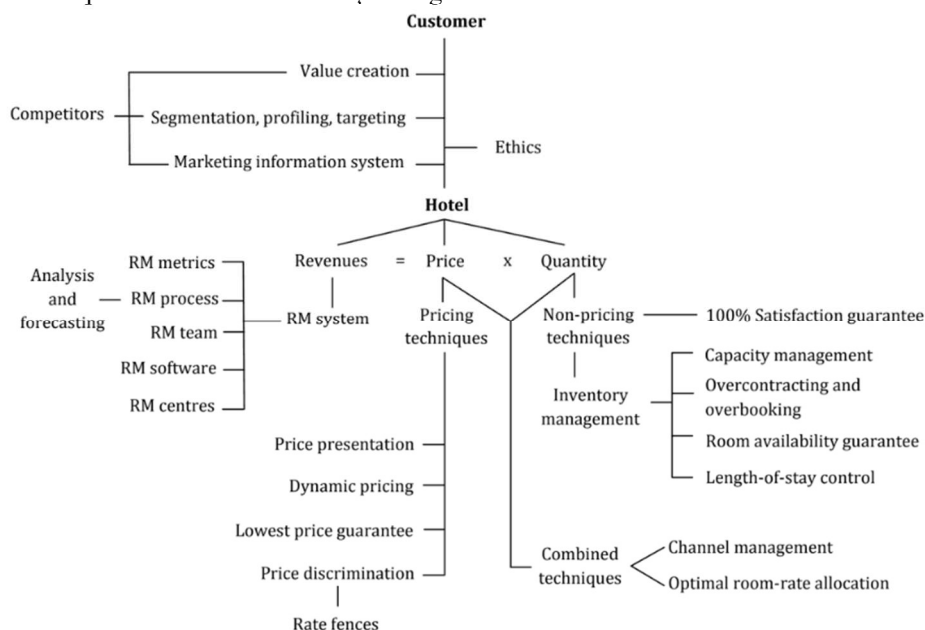 Customer
Value creation
Competitors
Segmentation, profiling, targeting
Ethics
Marketing information system
Hotel
Revenues = Price x Quantity
RM metrics
Analysis
and
forecasting
RM process
RM team
RM software
RM centres
RM system
Pricing
techniques
Non-pricing
techniques
100% Satisfaction guarantee
Inventory
management
Capacity management
Overcontracting and
overbooking
Room availability guarantee
Length-of-stay control
Price presentation
Dynamic pricing
Lowest price guarantee
Price discrimination
Rate fences
Combined
techniques
Channel management
Optimal room-rate allocation